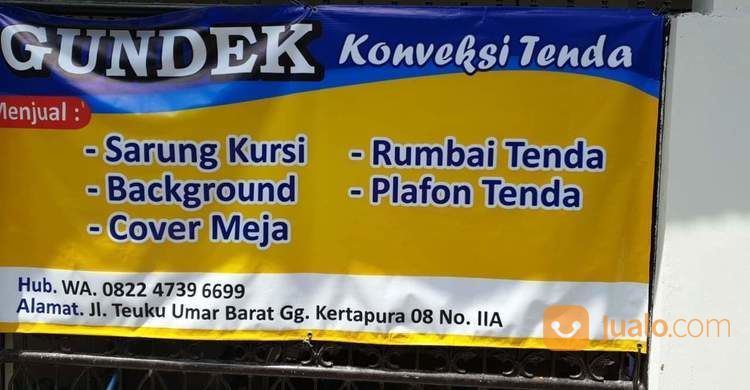 GUNDEK Konveksi Tenda
Menjual :
- Sarung Kursi
- Background
- Cover Meja
- Rumbai Tenda
- Plafon Tenda
Hub. WA. 0822 4739 6699
Alamat. Jl. Teuku Umar Barat Gg. Kertapura 08 No. IIA
Jualo.com